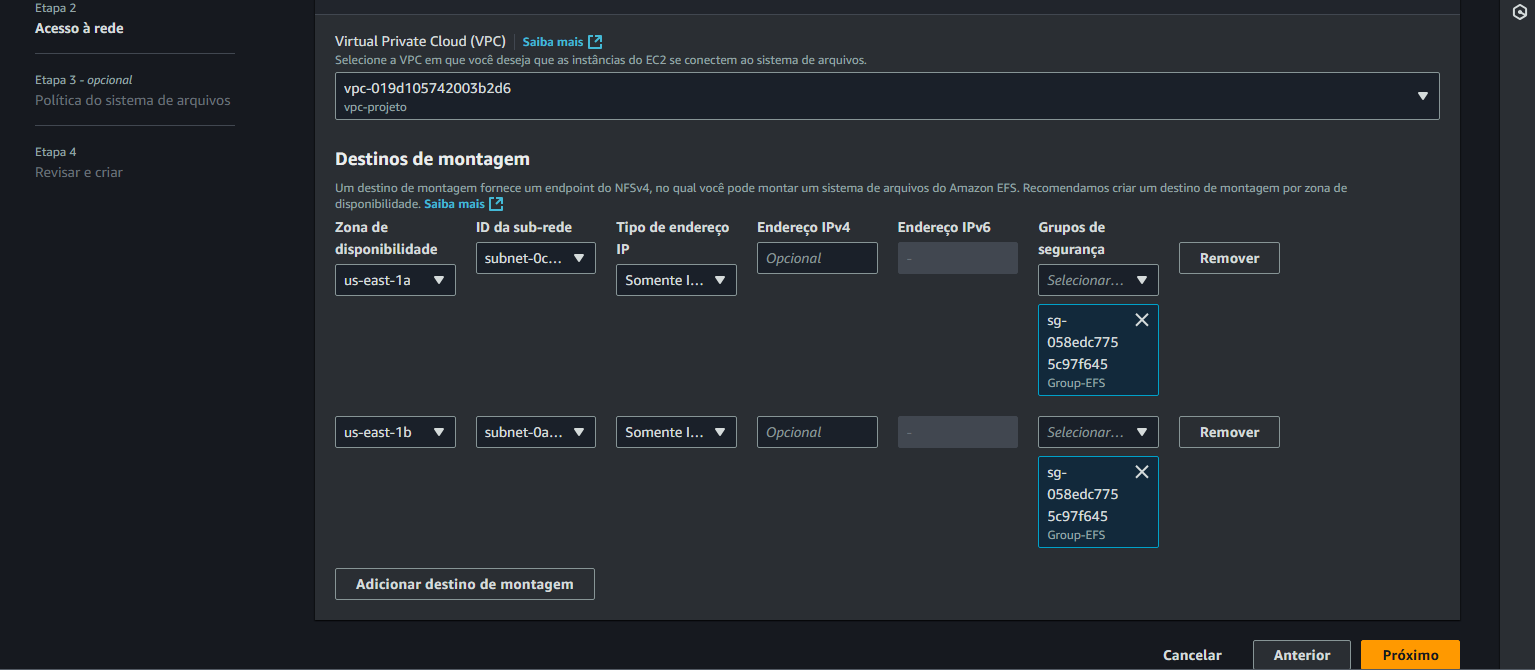 Etapa 2
Acesso à rede
Etapa 3 - opcional
Política do sistema de arquivos
Etapa 4
Revisar e criar
Virtual Private Cloud (VPC) Saiba mais
Selecione a VPC em que você deseja que as instâncias do EC2 se conectem ao sistema de arquivos.
vpc-019d105742003b2d6
vpc-projeto
Destinos de montagem
Um destino de montagem fornece um endpoint do NFSv4, no qual você pode montar um sistema de arquivos do Amazon EFS. Recomendamos criar um destino de montagem por zona de
disponibilidade. Saiba mais
Zona de
disponibilidade
ID da sub-rede
Tipo de endereço
IP
Endereço IPv4
Endereço IPv6
Grupos de
segurança
us-east-1a
subnet-0c...
Somente I...
Opcional
-
Selecionar...
Remover
sg-
058edc775
5c97f645
Group-EFS
us-east-1b
subnet-0a...
Somente I...
Opcional
-
Selecionar...
Remover
sg-
058edc775
5c97f645
Group-EFS
Adicionar destino de montagem
Cancelar
Anterior
Próximo